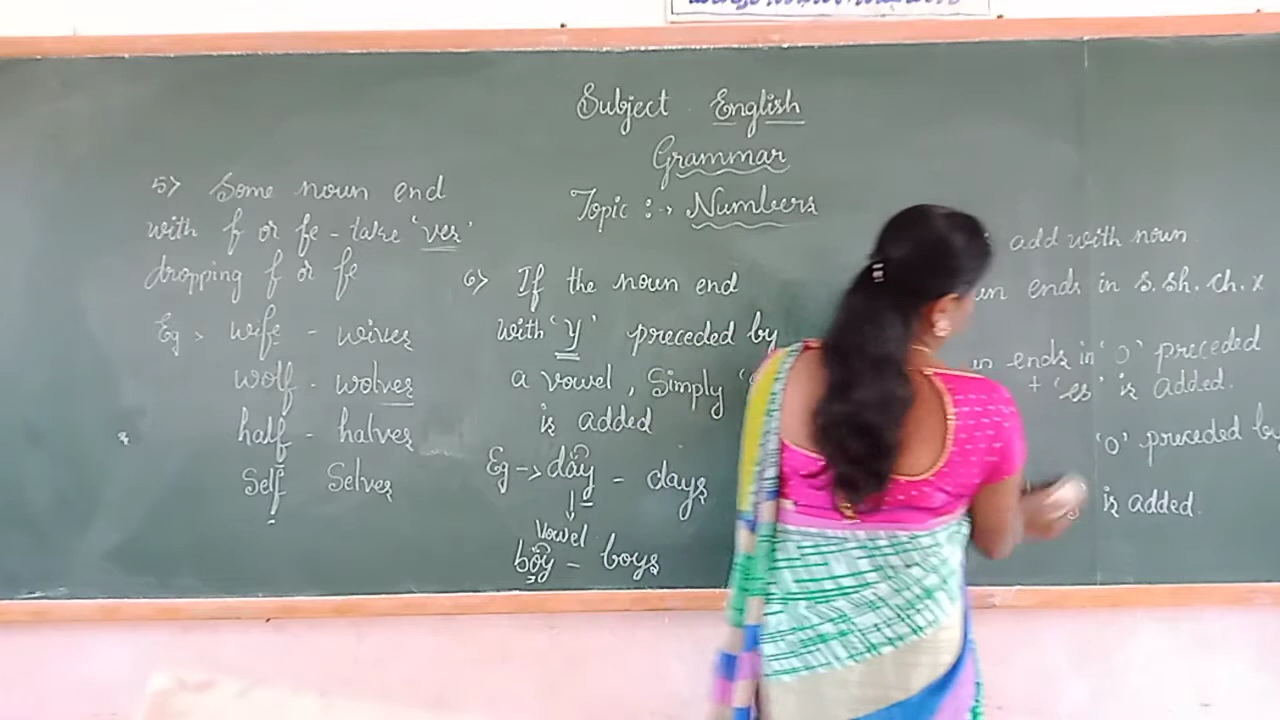 Subject English
Grammar
Topic :→ Numbers
5> Some noun end
with f or fe - take 'ves'
dropping f or fe
Eg > wife - wives
wolf - wolves
half - halves
Self Selves
6> If the noun end
with 'y' preceded by
a vowel, Simply
is added
Eg → day - days
↓
Vowel
boy - boys
add with noun
ends in s. sh. ch. x
ends in 'o' preceded
+ 'es' is added.
'o' preceded by
is added.